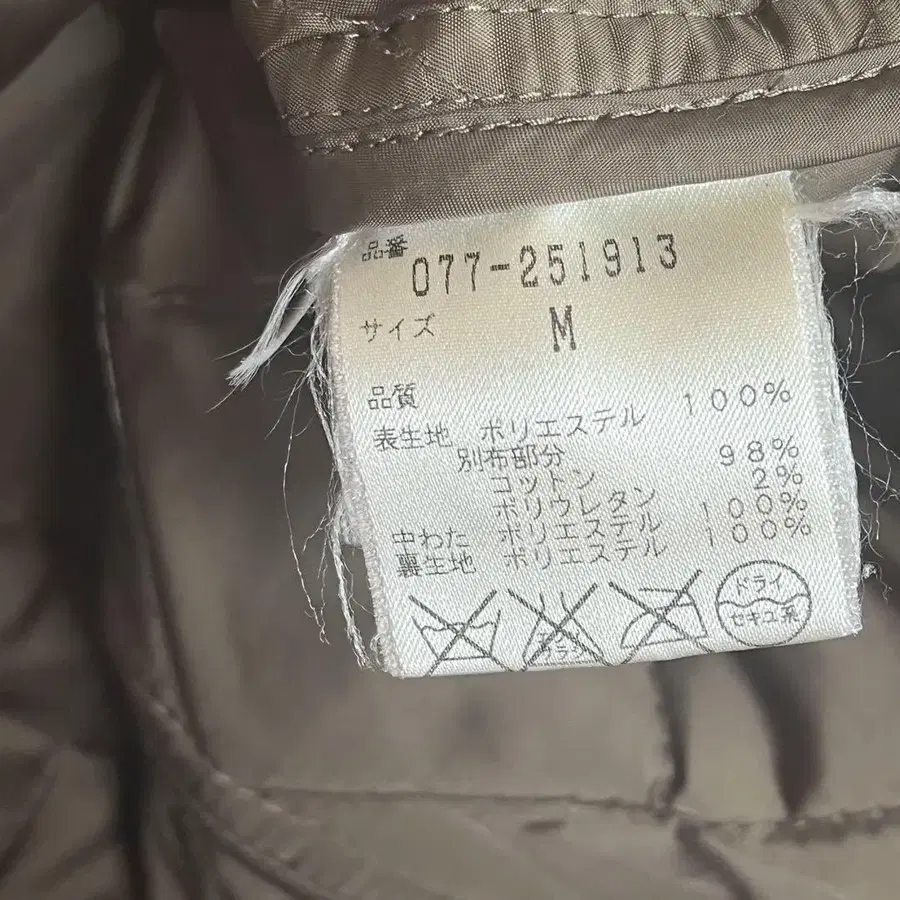 品番 077-251913
サイズ M
品質
表生地 ポリエステル 100%
別布部分
コットン 98%
ポリウレタン 2%
中わた ポリエステル 100%
裏生地 ポリエステル 100%
ドライ
セキユ系